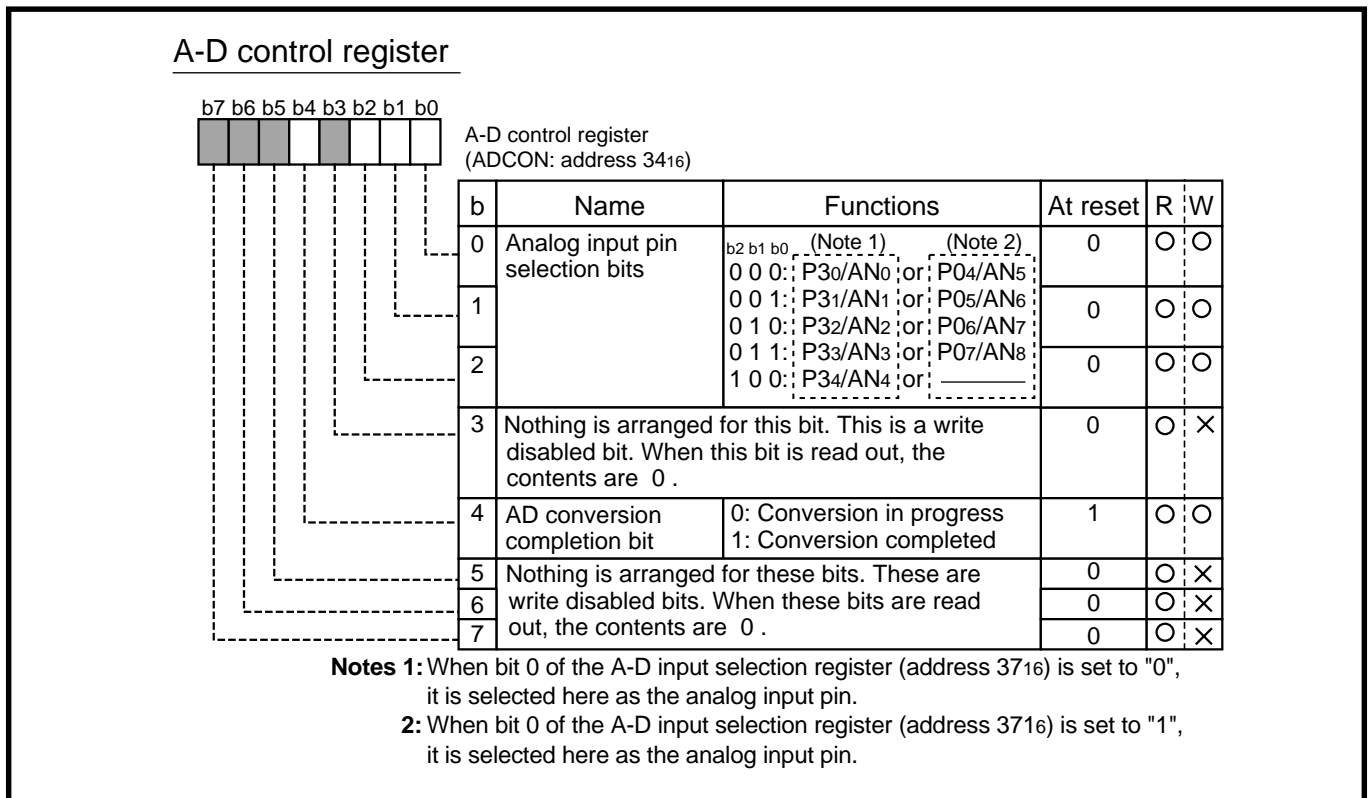 A-D control register
b7 b6 b5 b4 b3 b2 b1 b0
A-D control register
(ADCON: address 3416)
b Name Functions At reset R W
0 Analog input pin selection bits
b2 b1 b0 (Note 1) (Note 2)
0 0 0: P30/AN0 or P04/AN5
0 0 1: P31/AN1 or P05/AN6
0 1 0: P32/AN2 or P06/AN7
0 1 1: P33/AN3 or P07/AN8
1 0 0: P34/AN4 or ———
0 O O
1 0 O O
2 0 O O
3 Nothing is arranged for this bit. This is a write 0 O ×
disabled bit. When this bit is read out, the
contents are 0 .
4 AD conversion 0: Conversion in progress 1 O O
completion bit 1: Conversion completed
5 Nothing is arranged for these bits. These are 0 O ×
6 write disabled bits. When these bits are read 0 O ×
7 out, the contents are 0 . 0 O ×
Notes 1: When bit 0 of the A-D input selection register (address 3716) is set to "0",
it is selected here as the analog input pin.
2: When bit 0 of the A-D input selection register (address 3716) is set to "1",
it is selected here as the analog input pin.